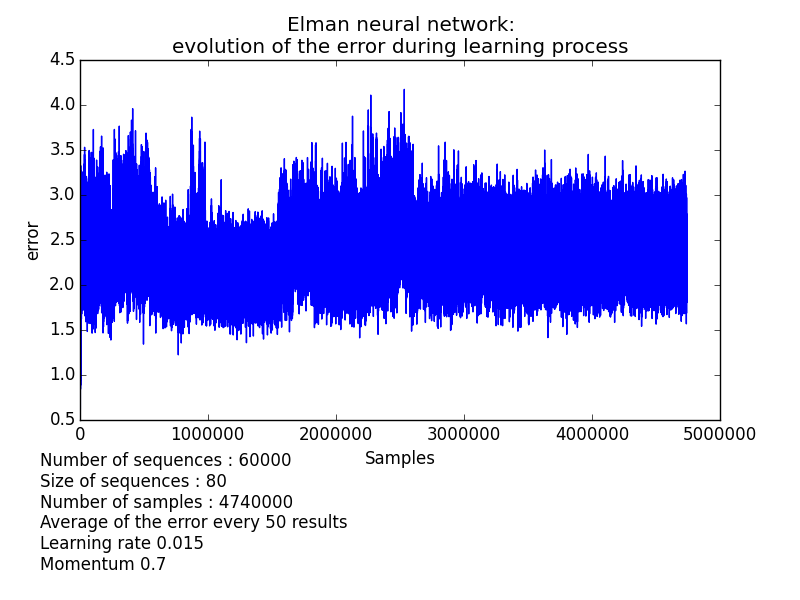 Elman neural network:
evolution of the error during learning process
4.5
4.0
3.5
3.0
2.5
2.0
1.5
1.0
0.5
error
0 1000000 2000000 3000000 4000000 5000000
Samples
Number of sequences : 60000
Size of sequences : 80
Number of samples : 4740000
Average of the error every 50 results
Learning rate 0.015
Momentum 0.7